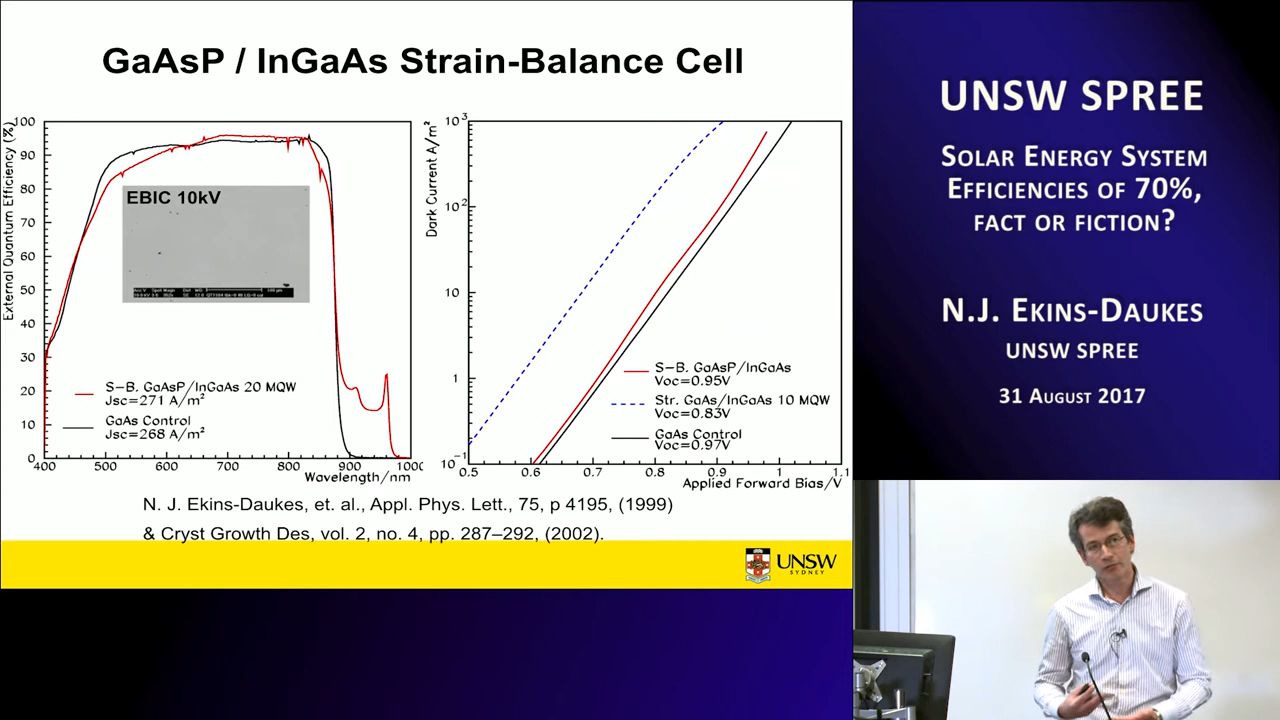 GaAsP / InGaAs Strain-Balance Cell
External Quantum Efficiency (%)
100
90
80
70
60
50
40
30
20
10
0
400
500
600
700
800
900
1000
Wavelength/nm
EBIC 10kV
S-B. GaAsP/InGaAs 20 MQW
Jsc=271 A/m²
GaAs Control
Jsc=268 A/m²
Dark Current A/m²
10³
10²
10
1
10⁻¹
0.5
0.6
0.7
0.8
0.9
1
1.1
Applied Forward Bias/V
S-B. GaAsP/InGaAs
Voc=0.95V
Str. GaAs/InGaAs 10 MQW
Voc=0.83V
GaAs Control
Voc=0.97V
N. J. Ekins-Daukes, et. al., Appl. Phys. Lett., 75, p 4195, (1999)
& Cryst Growth Des, vol. 2, no. 4, pp. 287–292, (2002).
UNSW
SYDNEY
UNSW SPREE
Solar Energy System
Efficiencies of 70%,
fact or fiction?
N.J. Ekins-Daukes
UNSW SPREE
31 August 2017